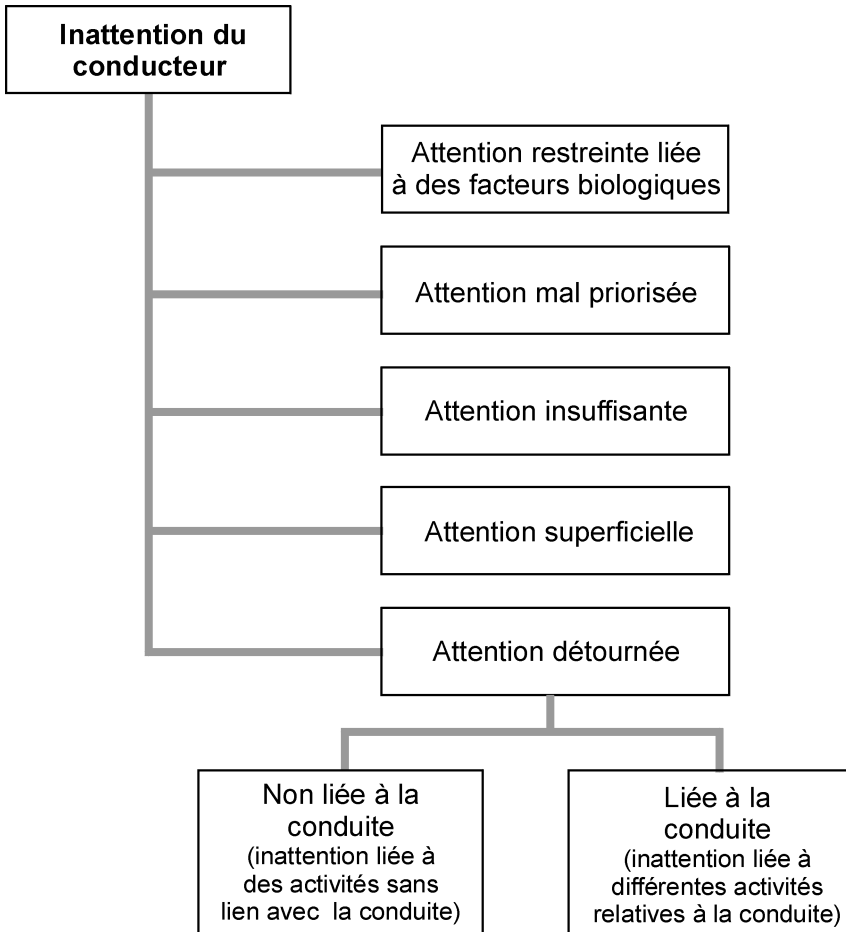 Inattention du
conducteur
Attention restreinte liée
à des facteurs biologiques
Attention mal priorisée
Attention insuffisante
Attention superficielle
Attention détournée
Non liée à la
conduite
(inattention liée à
des activités sans
lien avec la conduite)
Liée à la
conduite
(inattention liée à
différentes activités
relatives à la conduite)